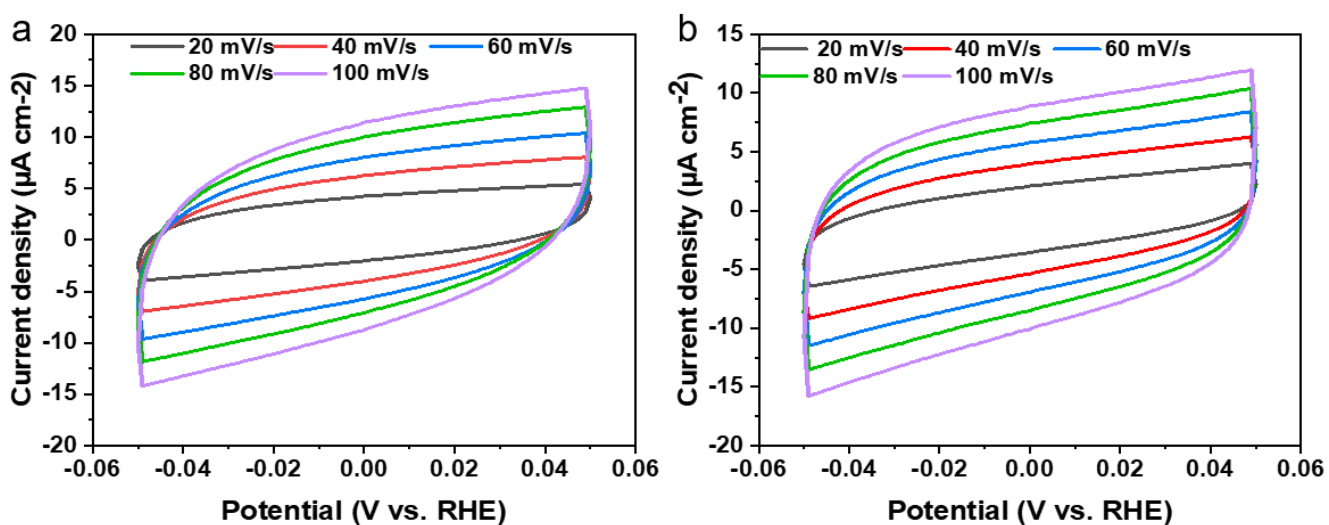 a
20 mV/s 40 mV/s 60 mV/s
80 mV/s 100 mV/s
Current density (μA cm-2)
20
15
10
5
0
-5
-10
-15
-20
-0.06 -0.04 -0.02 0.00 0.02 0.04 0.06
Potential (V vs. RHE)
b
20 mV/s 40 mV/s 60 mV/s
80 mV/s 100 mV/s
Current density (μA cm⁻²)
15
10
5
0
-5
-10
-15
-20
-0.06 -0.04 -0.02 0.00 0.02 0.04 0.06
Potential (V vs. RHE)